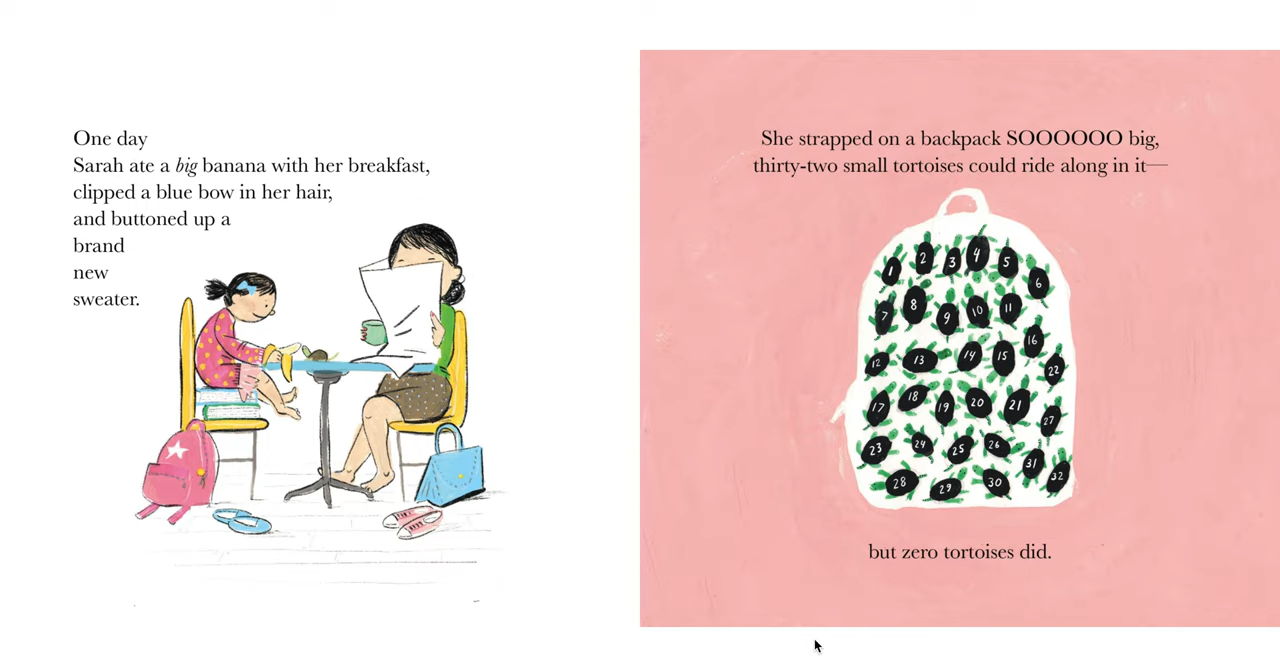 One day
Sarah ate a big banana with her breakfast,
clipped a blue bow in her hair,
and buttoned up a
brand
new
sweater.
She strapped on a backpack SOOOOOO big,
thirty-two small tortoises could ride along in it—
1 2 3 4 5 6
7 8 9 10 11
12 13 14 15 16
17 18 19 20 21 22
23 24 25 26 27
28 29 30 31 32
but zero tortoises did.